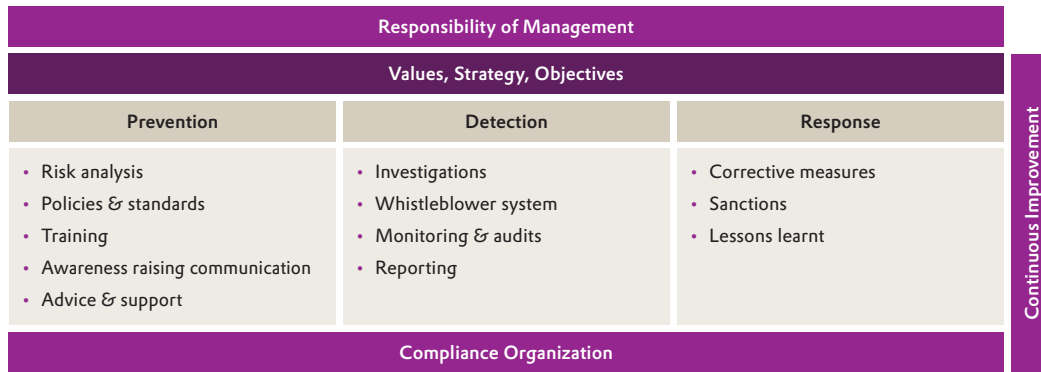 Responsibility of Management
Values, Strategy, Objectives
Prevention
• Risk analysis
• Policies & standards
• Training
• Awareness raising communication
• Advice & support
Detection
• Investigations
• Whistleblower system
• Monitoring & audits
• Reporting
Response
• Corrective measures
• Sanctions
• Lessons learnt
Compliance Organization
Continuous Improvement